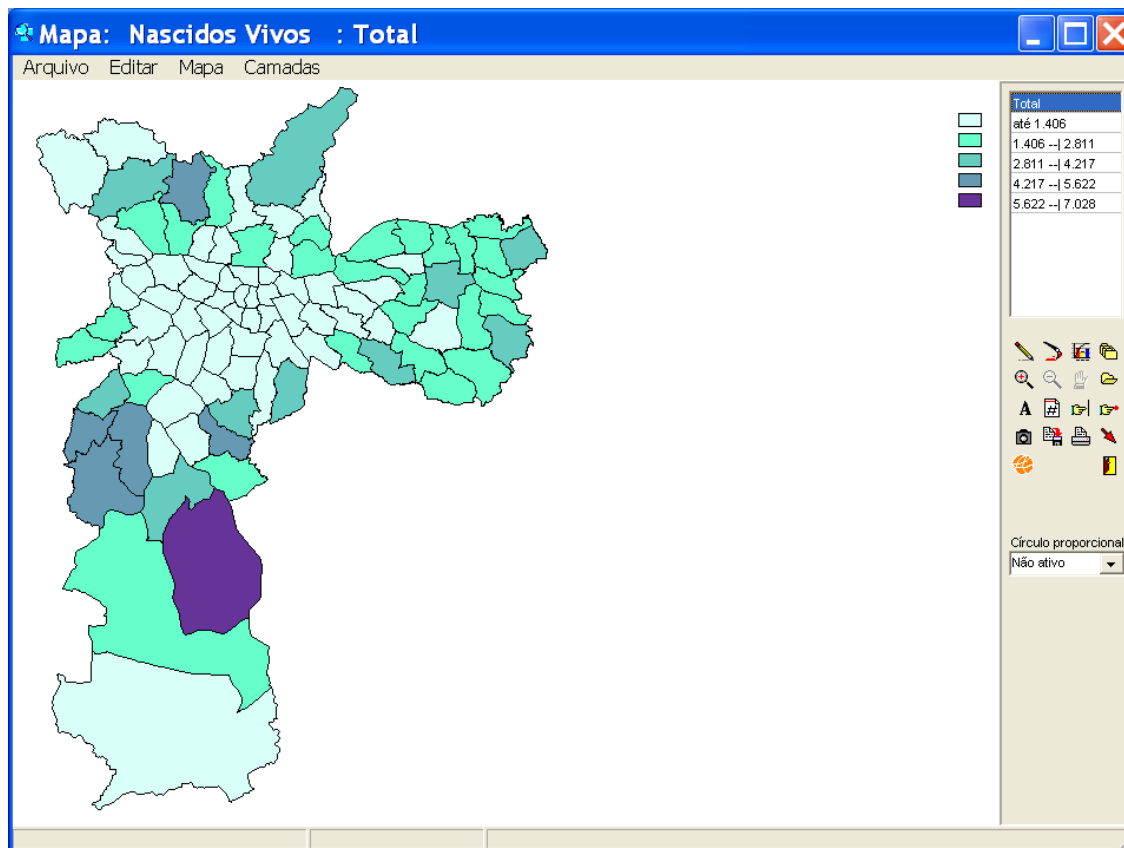 Mapa: Nascidos Vivos : Total
Arquivo Editar Mapa Camadas
Total
até 1.406
1.406 --| 2.811
2.811 --| 4.217
4.217 --| 5.622
5.622 --| 7.028
A #
Círculo proporcional
Não ativo